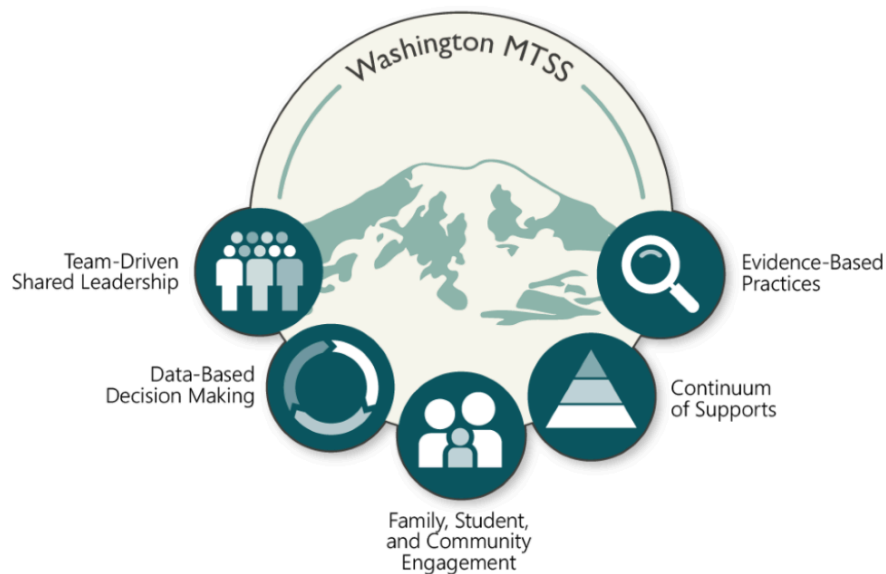 Washington MTSS
Team-Driven
Shared Leadership
Evidence-Based
Practices
Data-Based
Decision Making
Continuum
of Supports
Family, Student,
and Community
Engagement